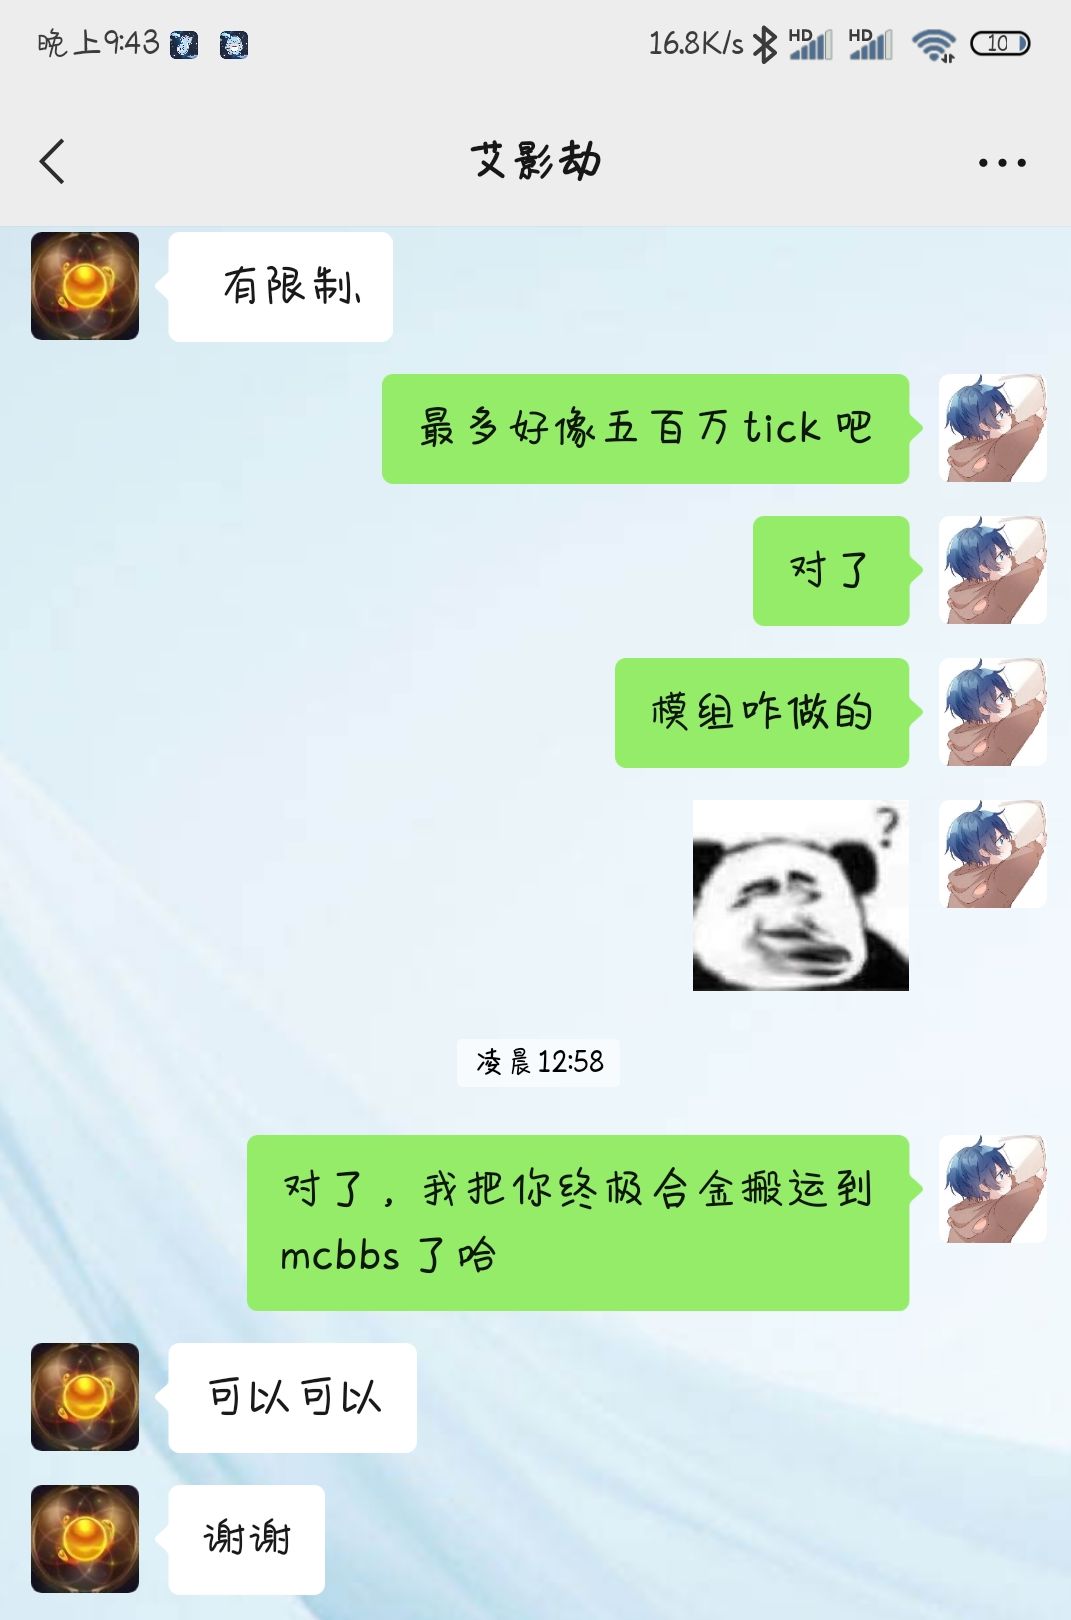 晚上9:43
16.8K/s
HD
HD
10
艾影劫
有限制、
最多好像五百万tick吧
对了
模组咋做的
?
凌晨12:58
对了，我把你终极合金搬运到
mcbbs了哈
可以可以
谢谢